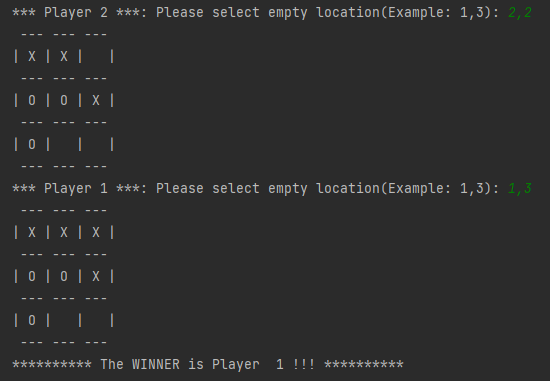 *** Player 2 ***: Please select empty location(Example: 1,3): 2,2
 --- --- ---
| X | X |   |
 --- --- ---
| O | O | X |
 --- --- ---
| O |   |   |
 --- --- ---
*** Player 1 ***: Please select empty location(Example: 1,3): 1,3
 --- --- ---
| X | X | X |
 --- --- ---
| O | O | X |
 --- --- ---
| O |   |   |
 --- --- ---
********** The WINNER is Player  1 !!! **********